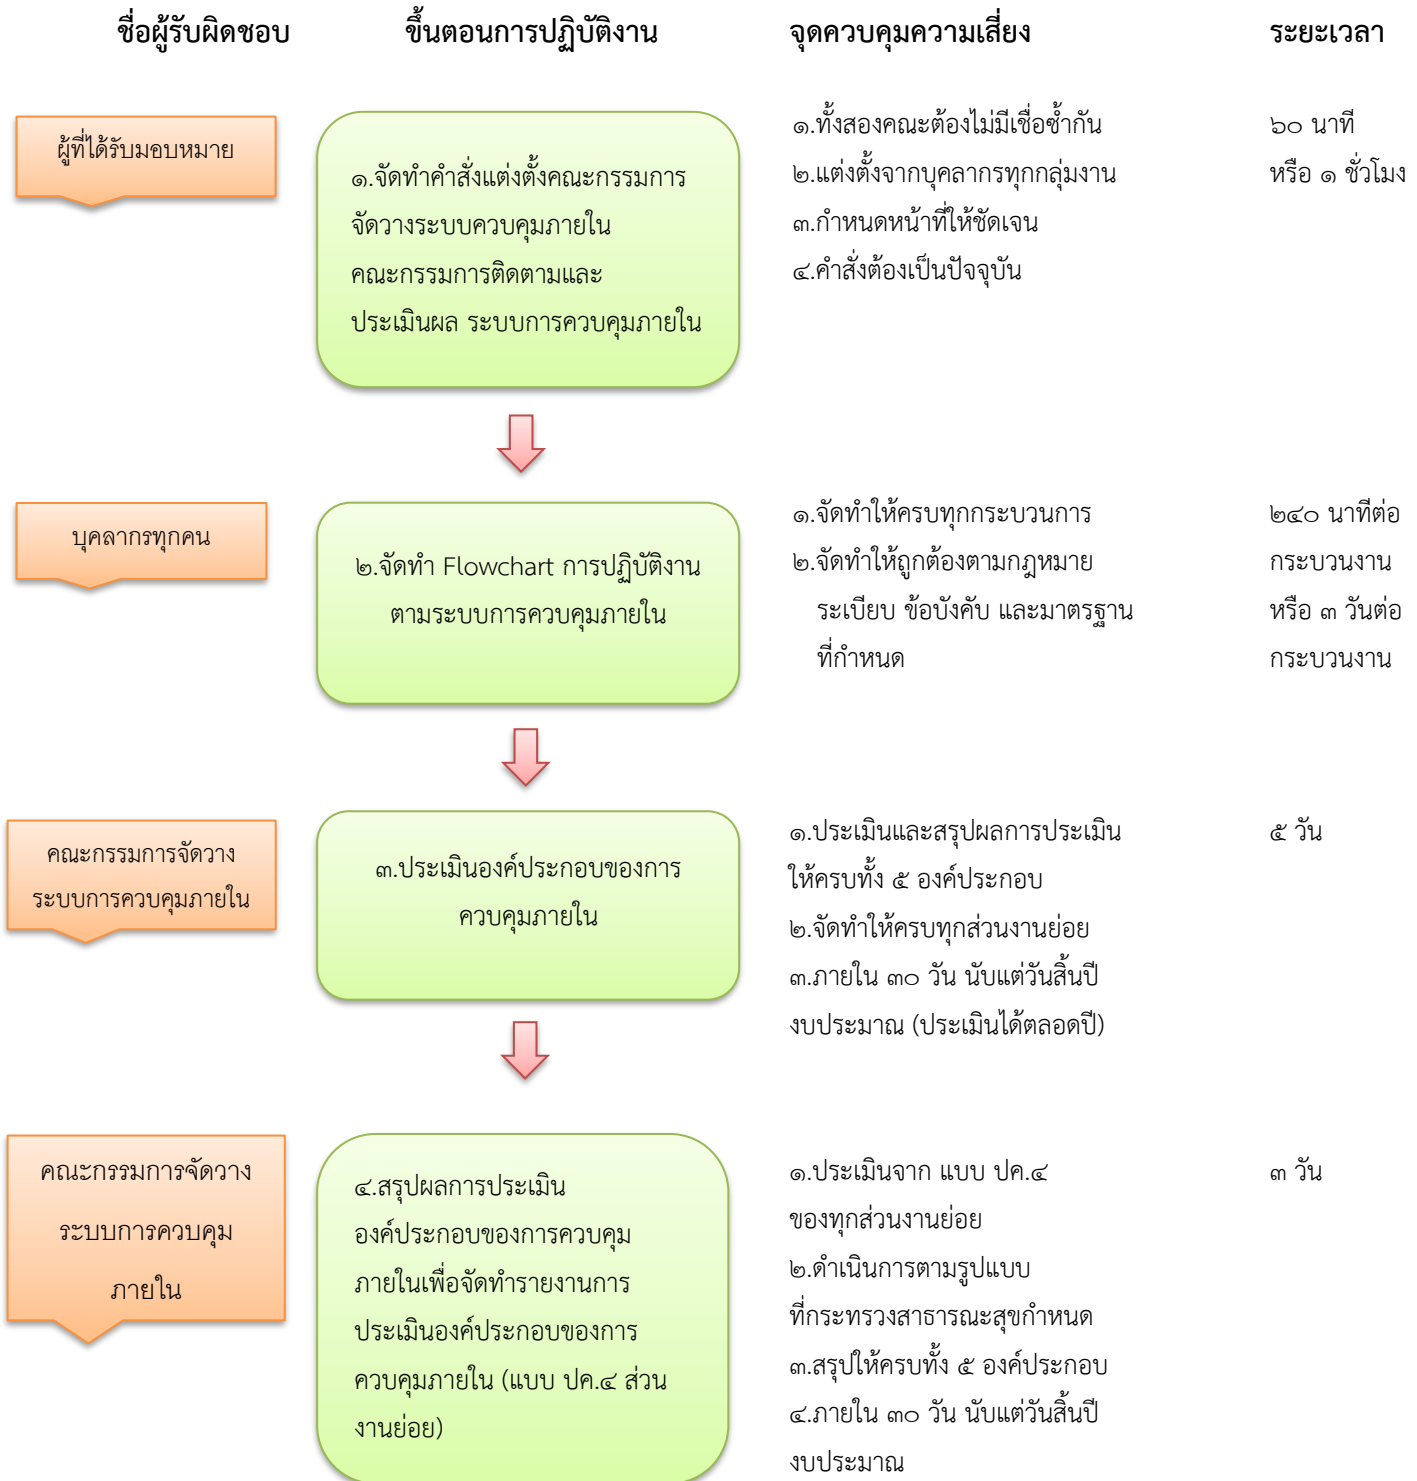 ชื่อผู้รับผิดชอบ
ขึ้นตอนการปฏิบัติงาน
จุดควบคุมความเสี่ยง
ระยะเวลา
ผู้ที่ได้รับมอบหมาย
๑.จัดทำคำสั่งแต่งตั้งคณะกรรมการ
จัดวางระบบควบคุมภายใน
คณะกรรมการติดตามและ
ประเมินผล ระบบการควบคุมภายใน
๑.ทั้งสองคณะต้องไม่มีเชื่อซ้ำกัน
๒.แต่งตั้งจากบุคลากรทุกกลุ่มงาน
๓.กำหนดหน้าที่ให้ชัดเจน
๔.คำสั่งต้องเป็นปัจจุบัน
๖๐ นาที
หรือ ๑ ชั่วโมง
บุคลากรทุกคน
๒.จัดทำ Flowchart การปฏิบัติงาน
ตามระบบการควบคุมภายใน
๑.จัดทำให้ครบทุกกระบวนการ
๒.จัดทำให้ถูกต้องตามกฎหมาย
ระเบียบ ข้อบังคับ และมาตรฐาน
ที่กำหนด
๒๔๐ นาทีต่อ
กระบวนงาน
หรือ ๓ วันต่อ
กระบวนงาน
คณะกรรมการจัดวาง
ระบบการควบคุมภายใน
๓.ประเมินองค์ประกอบของการ
ควบคุมภายใน
๑.ประเมินและสรุปผลการประเมิน
ให้ครบทั้ง ๕ องค์ประกอบ
๒.จัดทำให้ครบทุกส่วนงานย่อย
๓.ภายใน ๓๐ วัน นับแต่วันสิ้นปี
งบประมาณ (ประเมินได้ตลอดปี)
๕ วัน
คณะกรรมการจัดวาง
ระบบการควบคุม
ภายใน
๔.สรุปผลการประเมิน
องค์ประกอบของการควบคุม
ภายในเพื่อจัดทำรายงานการ
ประเมินองค์ประกอบของการ
ควบคุมภายใน (แบบ ปค.๔ ส่วน
งานย่อย)
๑.ประเมินจาก แบบ ปค.๔
ของทุกส่วนงานย่อย
๒.ดำเนินการตามรูปแบบ
ที่กระทรวงสาธารณะสุขกำหนด
๓.สรุปให้ครบทั้ง ๕ องค์ประกอบ
๔.ภายใน ๓๐ วัน นับแต่วันสิ้นปี
งบประมาณ
๓ วัน